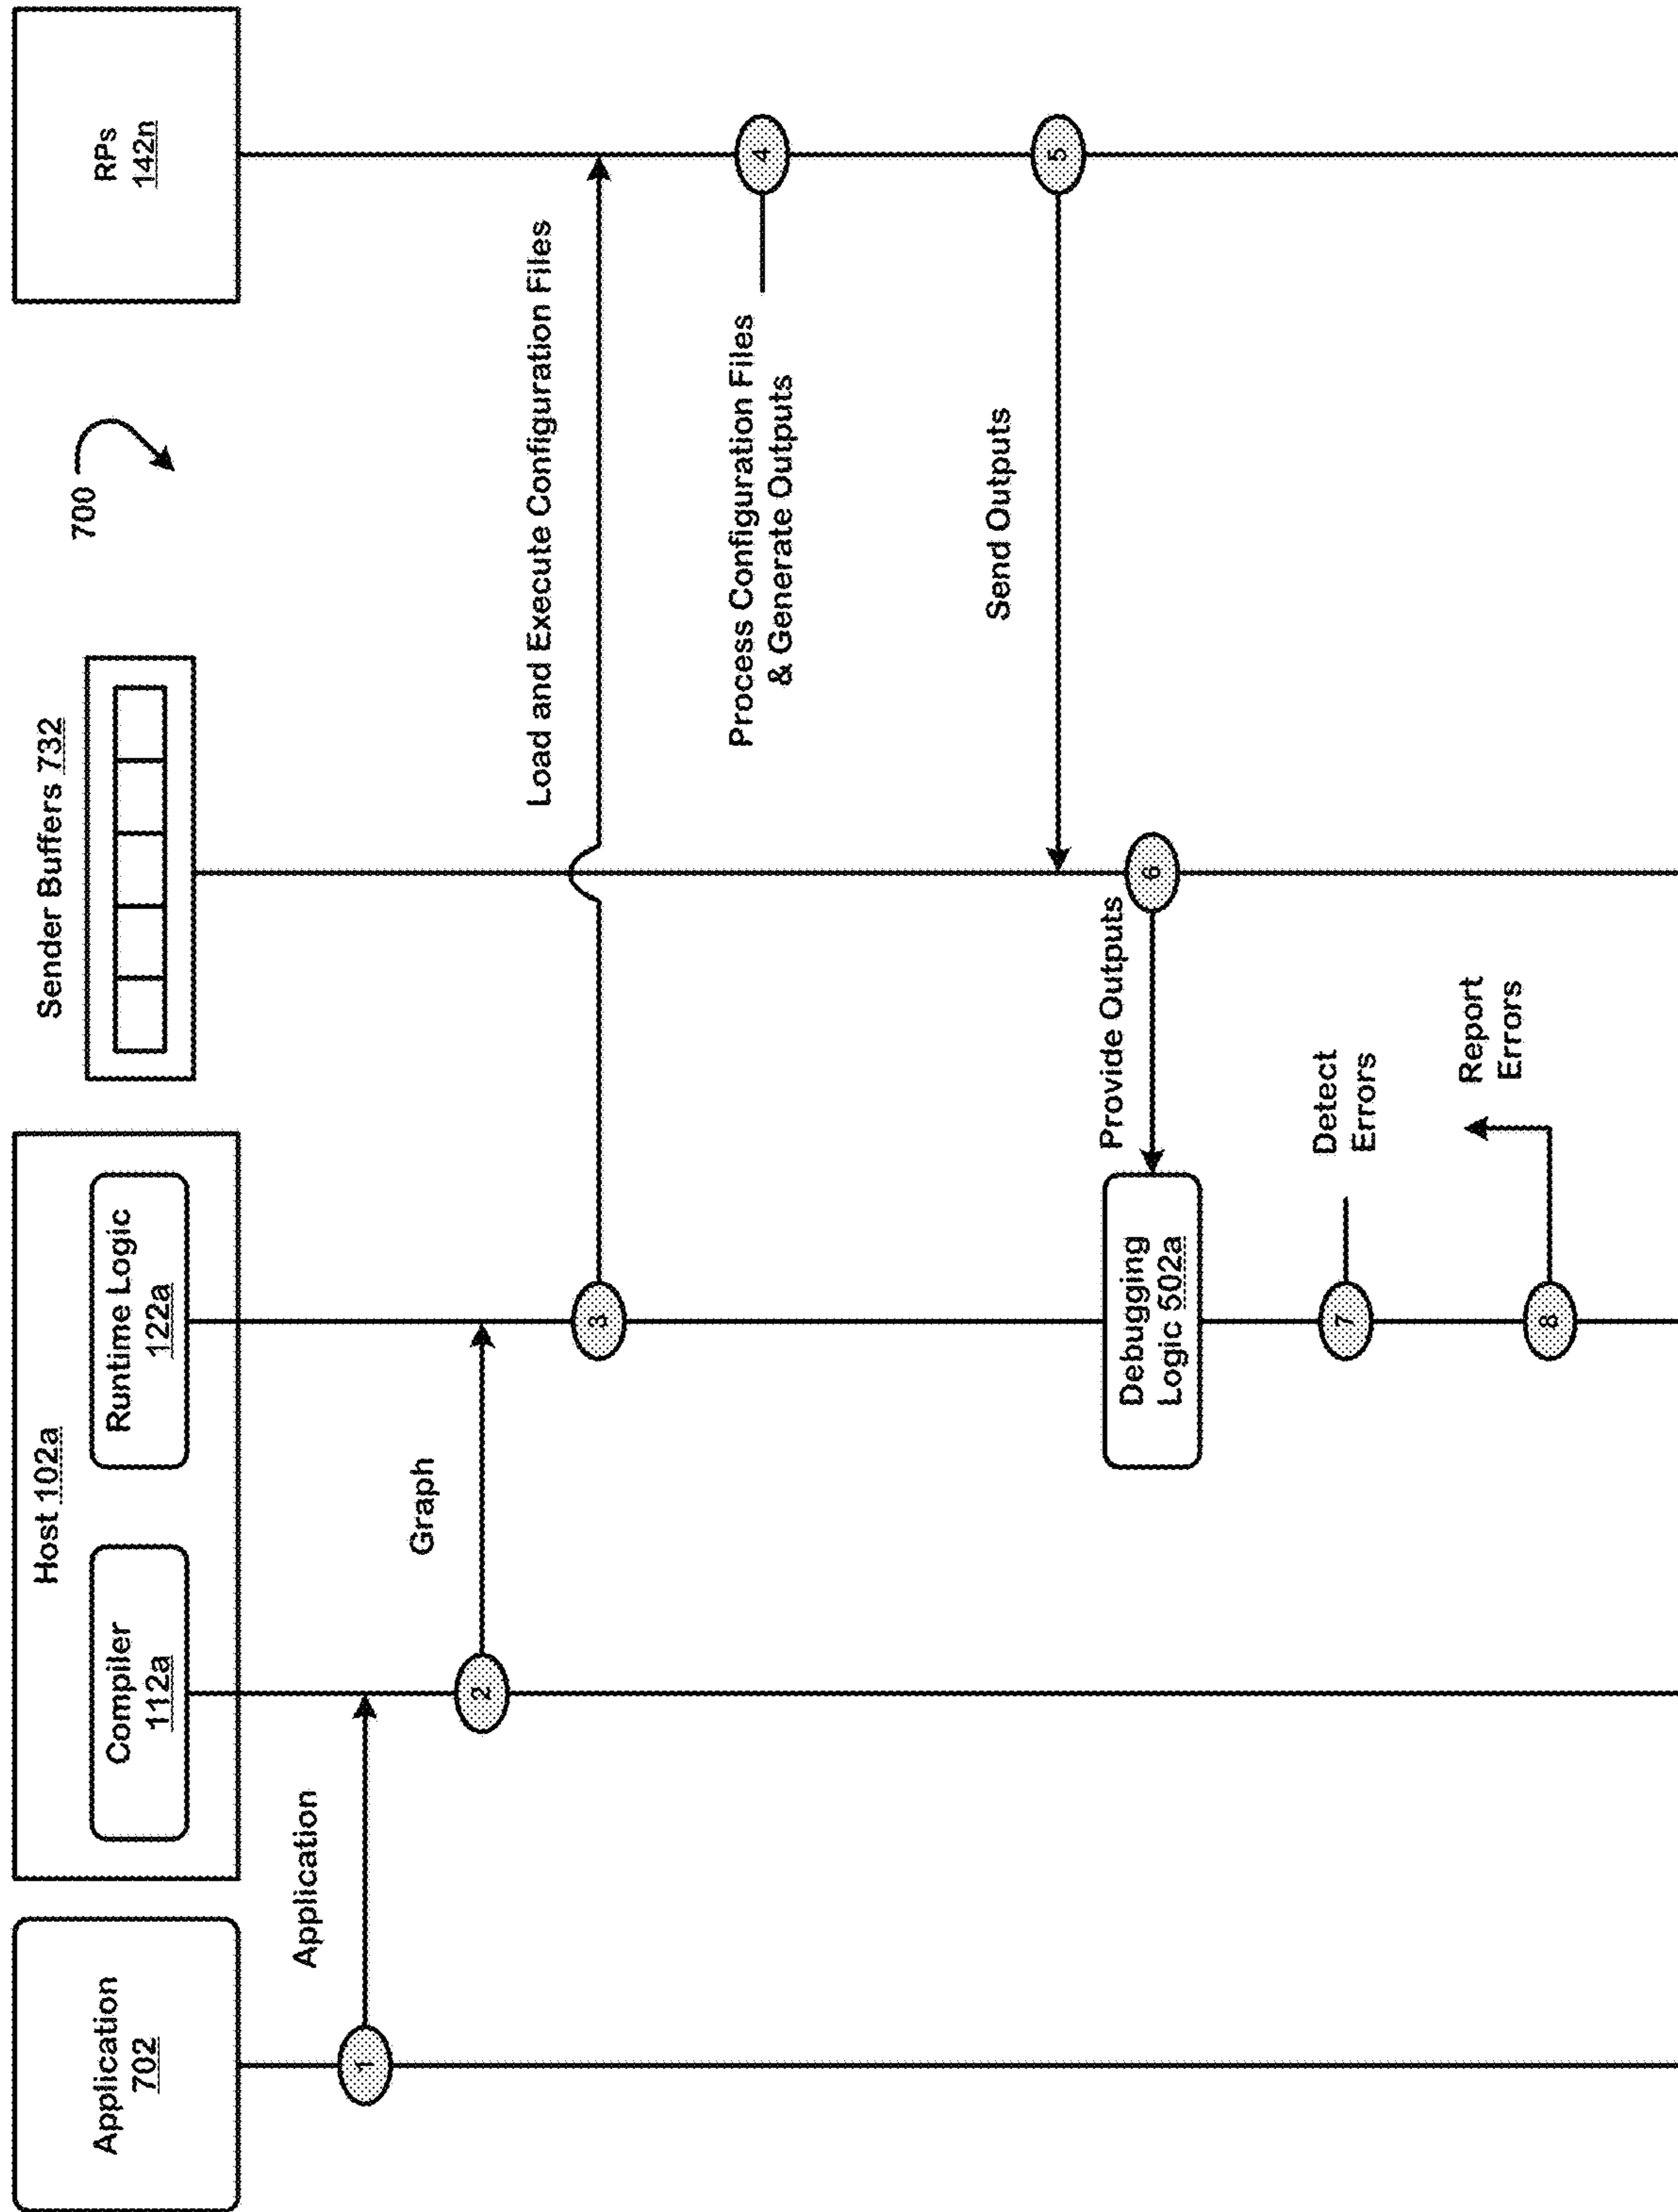 Application
702
Host 102a
Compiler
112a
Runtime Logic
122a
Sender Buffers 732
700
RPs
142n
Application
1
Graph
2
Load and Execute Configuration Files
3
4
Process Configuration Files
& Generate Outputs
Send Outputs
5
Provide Outputs
6
Debugging
Logic 502a
Detect
Errors
7
Report
Errors
8